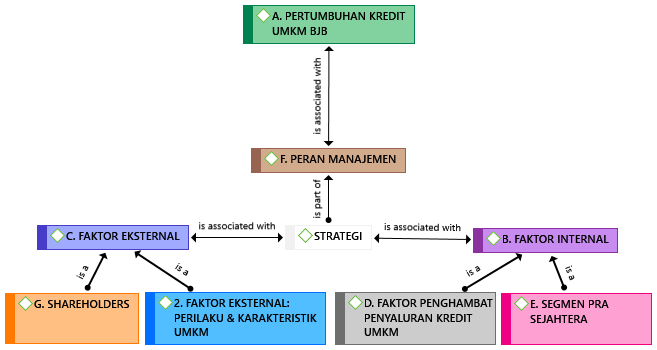 A. PERTUMBUHAN KREDIT
UMKM BJB
is associated with
F. PERAN MANAJEMEN
is part of
C. FAKTOR EKSTERNAL
is associated with
STRATEGI
is associated with
B. FAKTOR INTERNAL
is a
is a
is a
is a
G. SHAREHOLDERS
2. FAKTOR EKSTERNAL:
PERILAKU & KARAKTERISTIK
UMKM
D. FAKTOR PENGHAMBAT
PENYALURAN KREDIT
UMKM
E. SEGMEN PRA
SEJAHTERA